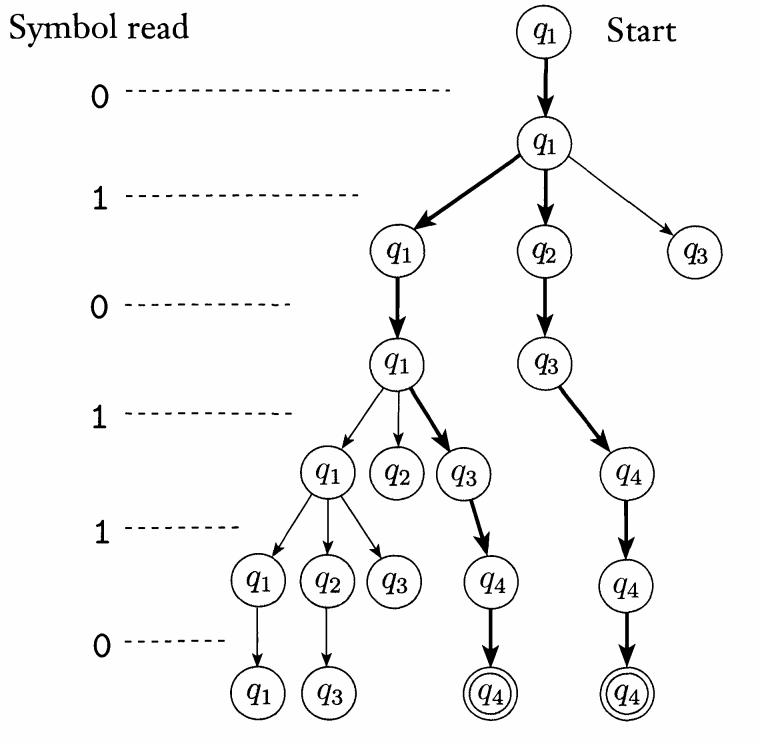 Symbol read q1 Start
0
q1
1
q1 q2 q3
0
q1 q3
1
q1 q2 q3 q4
1
q1 q2 q3 q4 q4
0
q1 q3 q4 q4